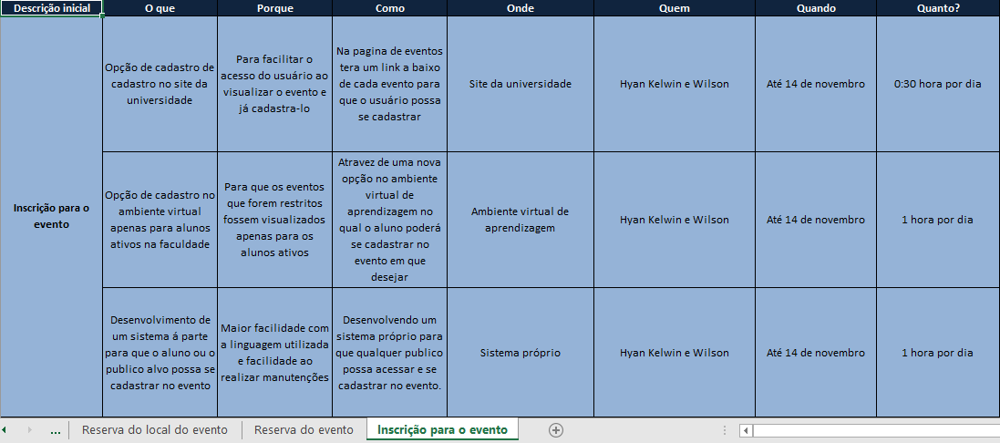 Descrição inicial
O que
Porque
Como
Onde
Quem
Quando
Quanto?
Inscrição para o
evento
Opção de cadastro de
cadastro no site da
universidade
Para facilitar o
acesso do usuário ao
visualizar o evento e
já cadastra-lo
Na pagina de eventos
tera um link a baixo
de cada evento para
que o usuário possa
se cadastrar
Site da universidade
Hyan Kelwin e Wilson
Até 14 de novembro
0:30 hora por dia
Opção de cadastro no
ambiente virtual
apenas para alunos
ativos na faculdade
Para que os eventos
que forem restritos
fossem visualizados
apenas para os
alunos ativos
Atravez de uma nova
opção no ambiente
virtual de
aprendizagem no
qual o aluno poderá
se cadastrar no
evento em que
desejar
Ambiente virtual de
aprendizagem
Hyan Kelwin e Wilson
Até 14 de novembro
1 hora por dia
Desenvolvimento de
um sistema á parte
para que o aluno ou o
publico alvo possa se
cadastrar no evento
Maior facilidade com
a linguagem utilizada
e facilidade ao
realizar manutenções
Desenvolvendo um
sistema próprio para
que qualquer publico
possa acessar e se
cadastrar no evento.
Sistema próprio
Hyan Kelwin e Wilson
Até 14 de novembro
1 hora por dia
...
Reserva do local do evento
Reserva do evento
Inscrição para o evento